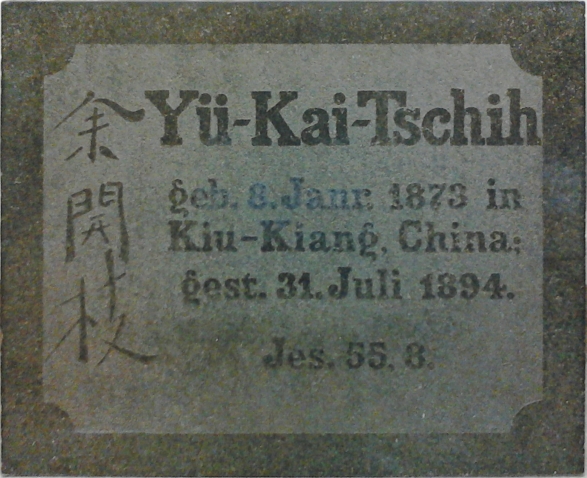 余開枝
Yü-Kai-Tschih
geb. 8. Janr. 1873 in
Kiu-Kiang, China;
gest. 31. Juli 1894.
Jes. 55, 8.